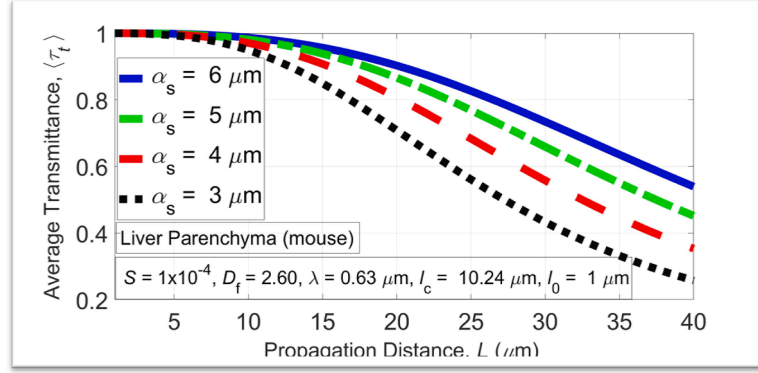 Average Transmittance, ⟨τt⟩
1
0.8
0.6
0.4
0.2
αs = 6 μm
αs = 5 μm
αs = 4 μm
αs = 3 μm
Liver Parenchyma (mouse)
S = 1x10-4, Df = 2.60, λ = 0.63 μm, lc = 10.24 μm, l0 = 1 μm
5 10 15 20 25 30 35 40
Propagation Distance, L (μm)